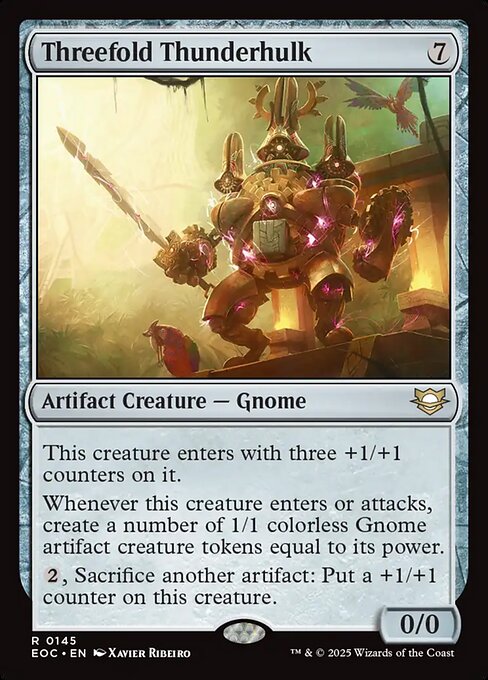 Threefold Thunderhulk 7
Artifact Creature — Gnome
This creature enters with three +1/+1
counters on it.
Whenever this creature enters or attacks,
create a number of 1/1 colorless Gnome
artifact creature tokens equal to its power.
2, Sacrifice another artifact: Put a +1/+1
counter on this creature.
0/0
R 0145
EOC • EN Xavier Ribeiro
™ & © 2025 Wizards of the Coast